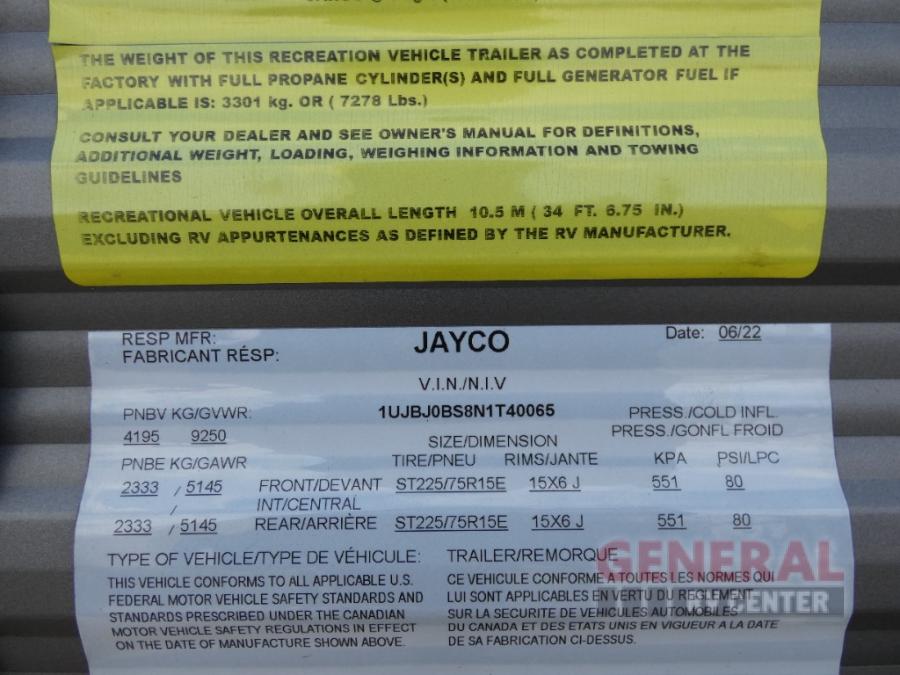 THE WEIGHT OF THIS RECREATION VEHICLE TRAILER AS COMPLETED AT THE
FACTORY WITH FULL PROPANE CYLINDER(S) AND FULL GENERATOR FUEL IF
APPLICABLE IS: 3301 kg. OR ( 7278 Lbs.)
CONSULT YOUR DEALER AND SEE OWNER'S MANUAL FOR DEFINITIONS,
ADDITIONAL WEIGHT, LOADING, WEIGHING INFORMATION AND TOWING
GUIDELINES
RECREATIONAL VEHICLE OVERALL LENGTH 10.5 M ( 34 FT. 6.75 IN.)
EXCLUDING RV APPURTENANCES AS DEFINED BY THE RV MANUFACTURER.
RESP MFR: JAYCO Date: 06/22
FABRICANT RÉSP:
V.I.N./N.I.V
PNBV KG/GVWR: 1UJBJ0BS8N1T40065 PRESS./COLD INFL.
4195 9250 SIZE/DIMENSION PRESS./GONFL FROID
PNBE KG/GAWR TIRE/PNEU RIMS/JANTE KPA PSI/LPC
2333 / 5145 FRONT/DEVANT ST225/75R15E 15X6 J 551 80
/ INT/CENTRAL
2333 / 5145 REAR/ARRIÈRE ST225/75R15E 15X6 J 551 80
TYPE OF VEHICLE/TYPE DE VÉHICULE: TRAILER/REMORQUE
THIS VEHICLE CONFORMS TO ALL APPLICABLE U.S.
FEDERAL MOTOR VEHICLE SAFETY STANDARDS AND
STANDARDS PRESCRIBED UNDER THE CANADIAN
MOTOR VEHICLE SAFETY REGULATIONS IN EFFECT
ON THE DATE OF MANUFACTURE SHOWN ABOVE.
CE VEHICULE CONFORME A TOUTES LES NORMES QUI
LUI SONT APPLICABLES EN VERTU DU REGLEMENT
SUR LA SECURITE DE VEHICULES AUTOMOBILES
DU CANADA ET DES ETATS UNIS EN VIGUEUR A LA DATE
DE SA FABRICATION CI-DESSUS.
GENERAL
RV CENTER